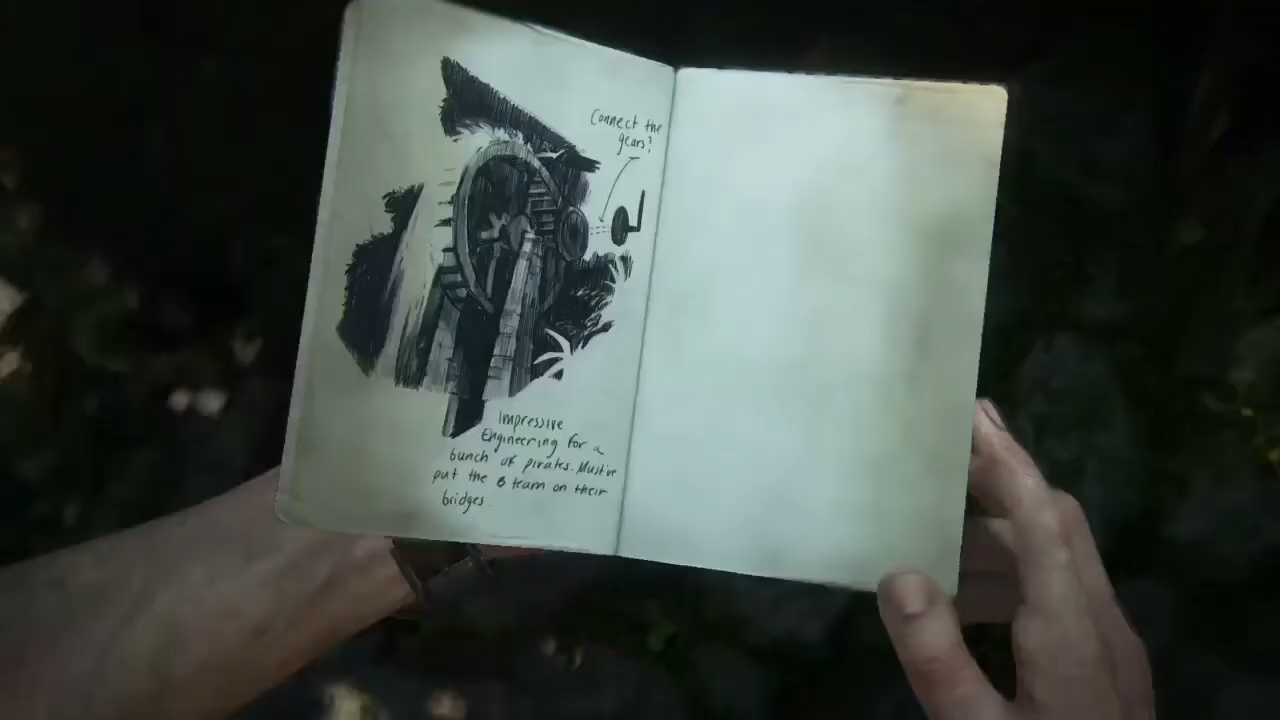 Connect the
gears?
Impressive
Engineering for a
bunch of pirates. Must've
put the B team on their
bridges.